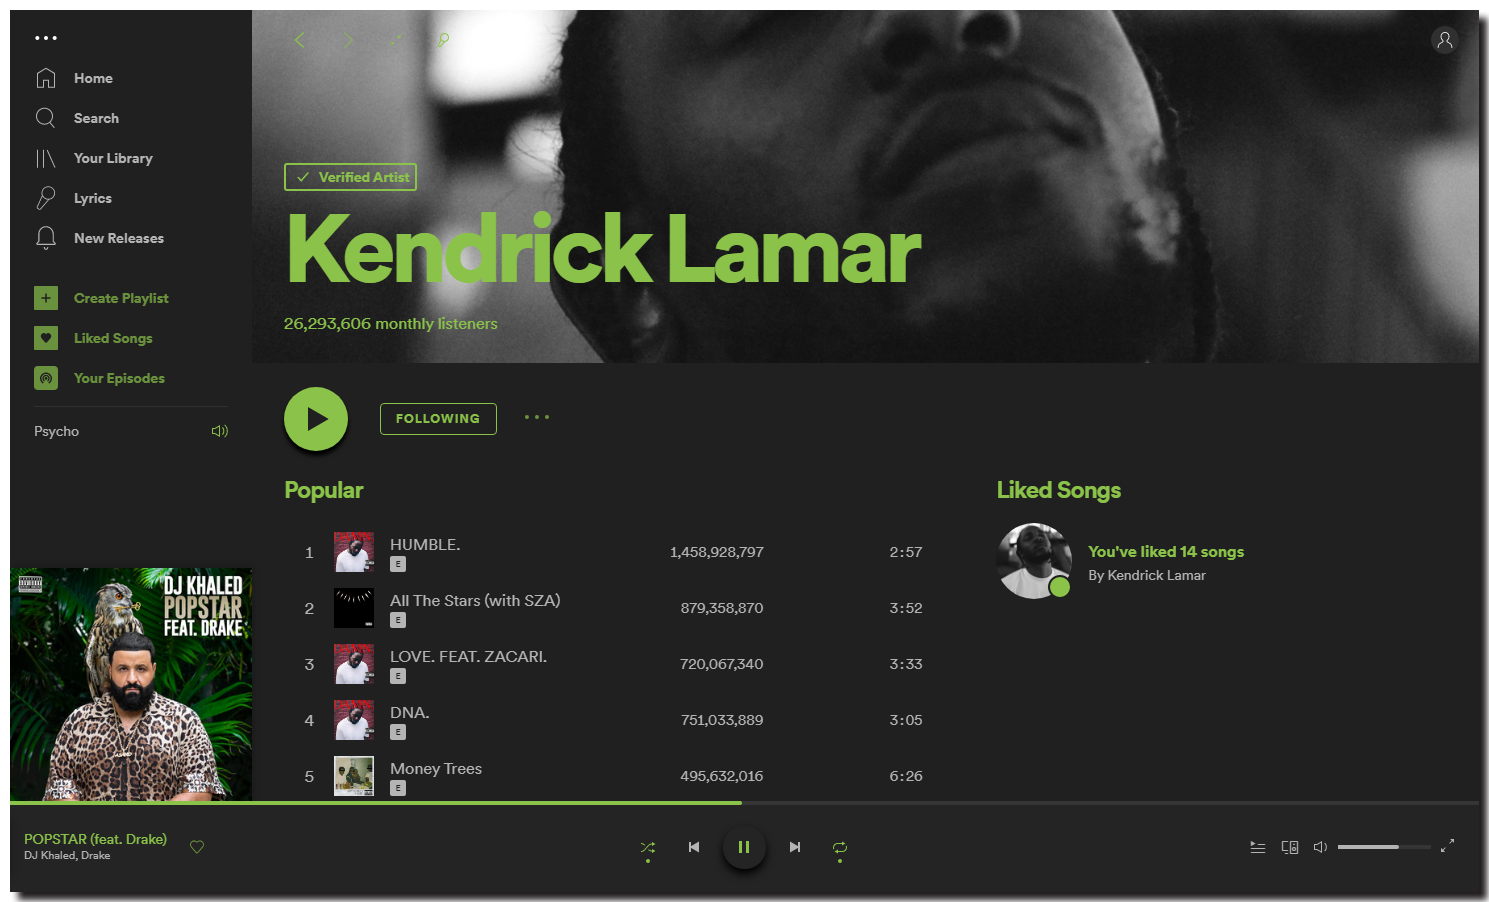 Home
Search
Your Library
Lyrics
New Releases
Create Playlist
Liked Songs
Your Episodes
Psycho
DJ KHALED
POPSTAR
FEAT. DRAKE
Verified Artist
Kendrick Lamar
26,293,606 monthly listeners
FOLLOWING
Popular
1 HUMBLE. 1,458,928,797 2:57
E
2 All The Stars (with SZA) 879,358,870 3:52
E
3 LOVE. FEAT. ZACARI. 720,067,340 3:33
E
4 DNA. 751,033,889 3:05
E
5 Money Trees 495,632,016 6:26
E
Liked Songs
You've liked 14 songs
By Kendrick Lamar
POPSTAR (feat. Drake)
DJ Khaled, Drake